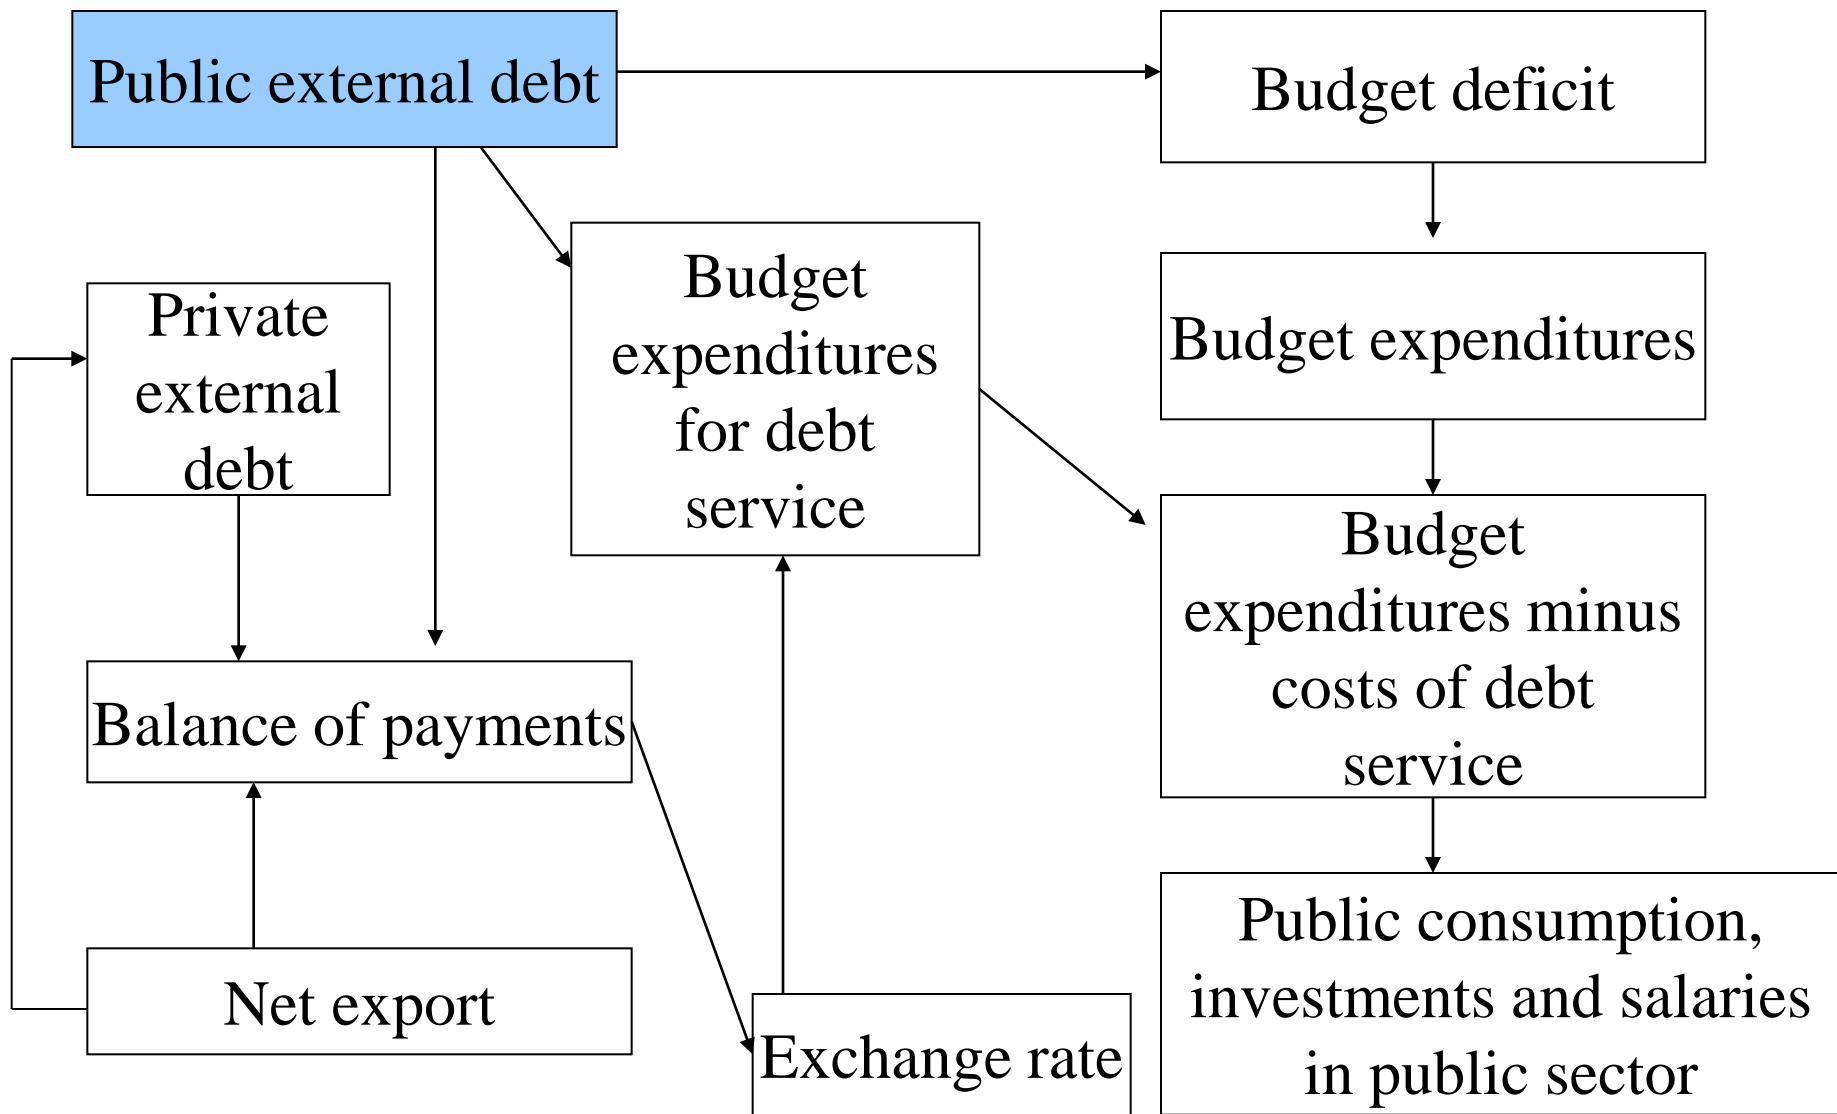 Public external debt
Budget deficit
Budget
expenditures
for debt
service
Private
external
debt
Budget expenditures
Budget
expenditures minus
costs of debt
service
Balance of payments
Public consumption,
investments and salaries
in public sector
Net export
Exchange rate